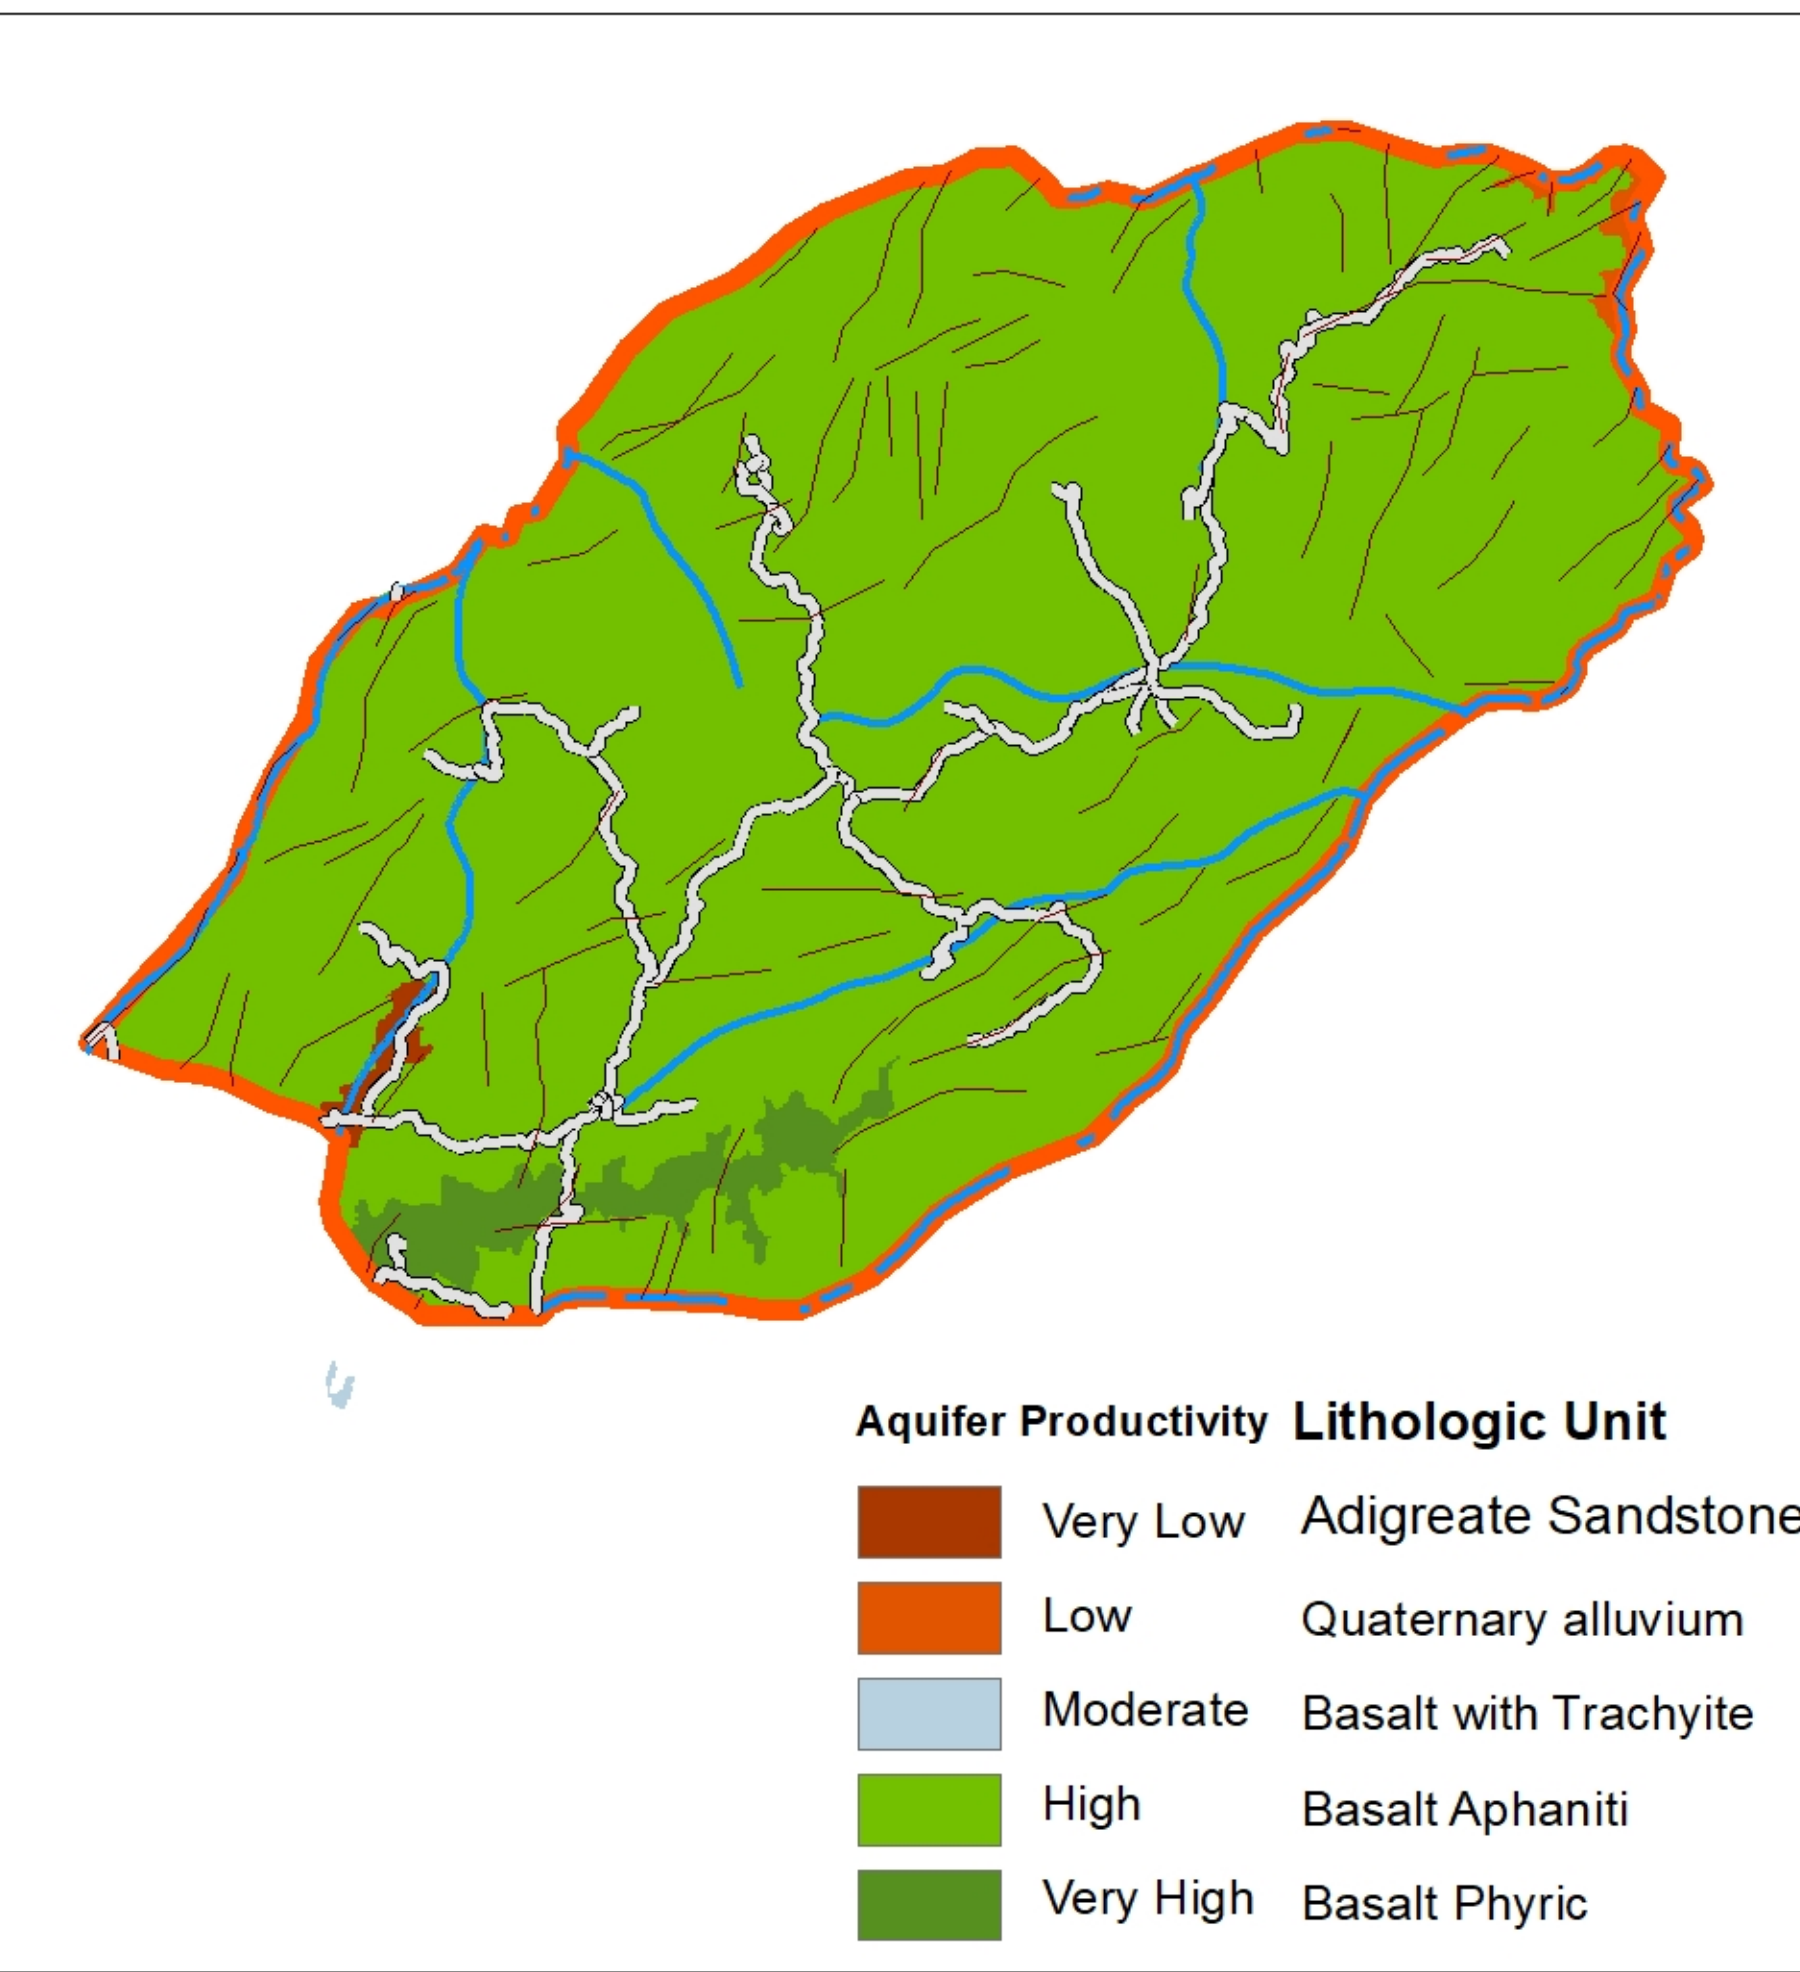 Aquifer Productivity Lithologic Unit
Very Low Adigreate Sandstone
Low Quaternary alluvium
Moderate Basalt with Trachyite
High Basalt Aphaniti
Very High Basalt Phyric